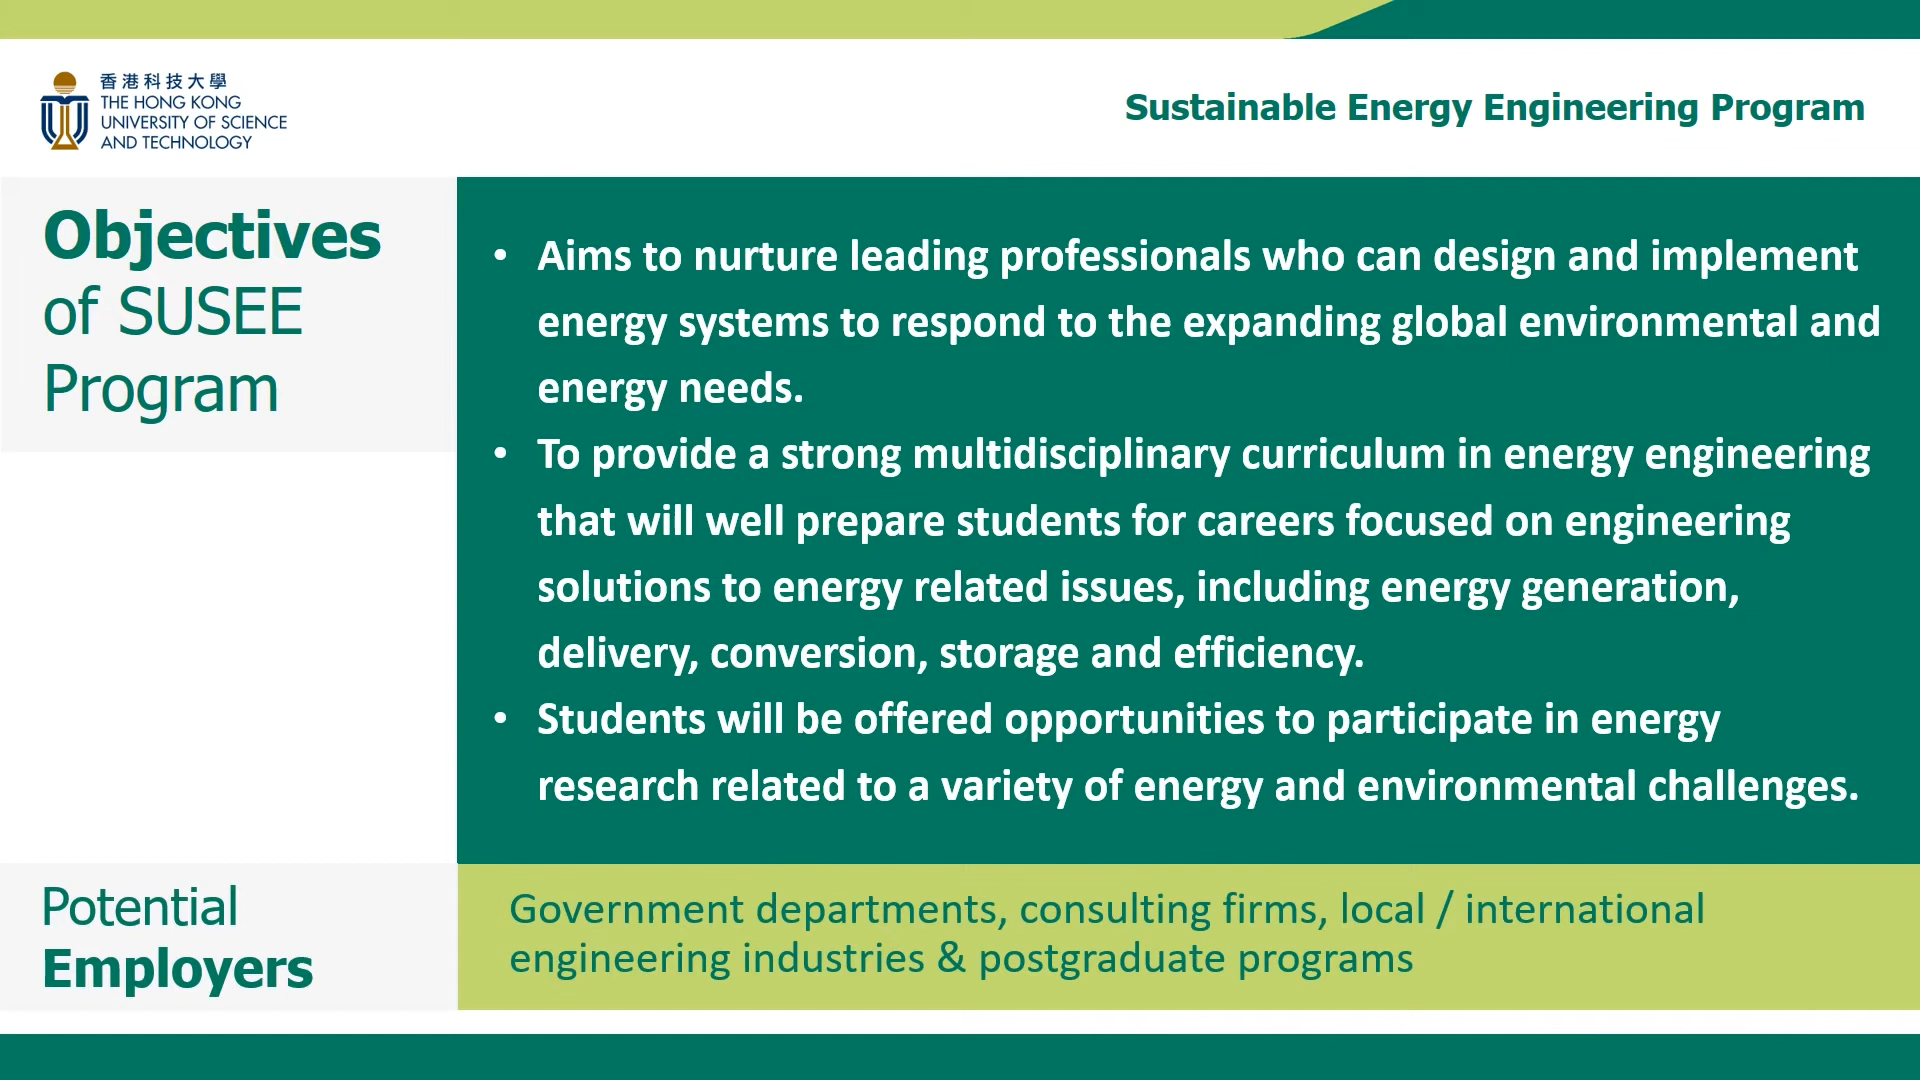 香港科技大學
THE HONG KONG
UNIVERSITY OF SCIENCE
AND TECHNOLOGY
Sustainable Energy Engineering Program
Objectives
of SUSEE
Program
• Aims to nurture leading professionals who can design and implement
energy systems to respond to the expanding global environmental and
energy needs.
• To provide a strong multidisciplinary curriculum in energy engineering
that will well prepare students for careers focused on engineering
solutions to energy related issues, including energy generation,
delivery, conversion, storage and efficiency.
• Students will be offered opportunities to participate in energy
research related to a variety of energy and environmental challenges.
Potential
Employers
Government departments, consulting firms, local / international
engineering industries & postgraduate programs